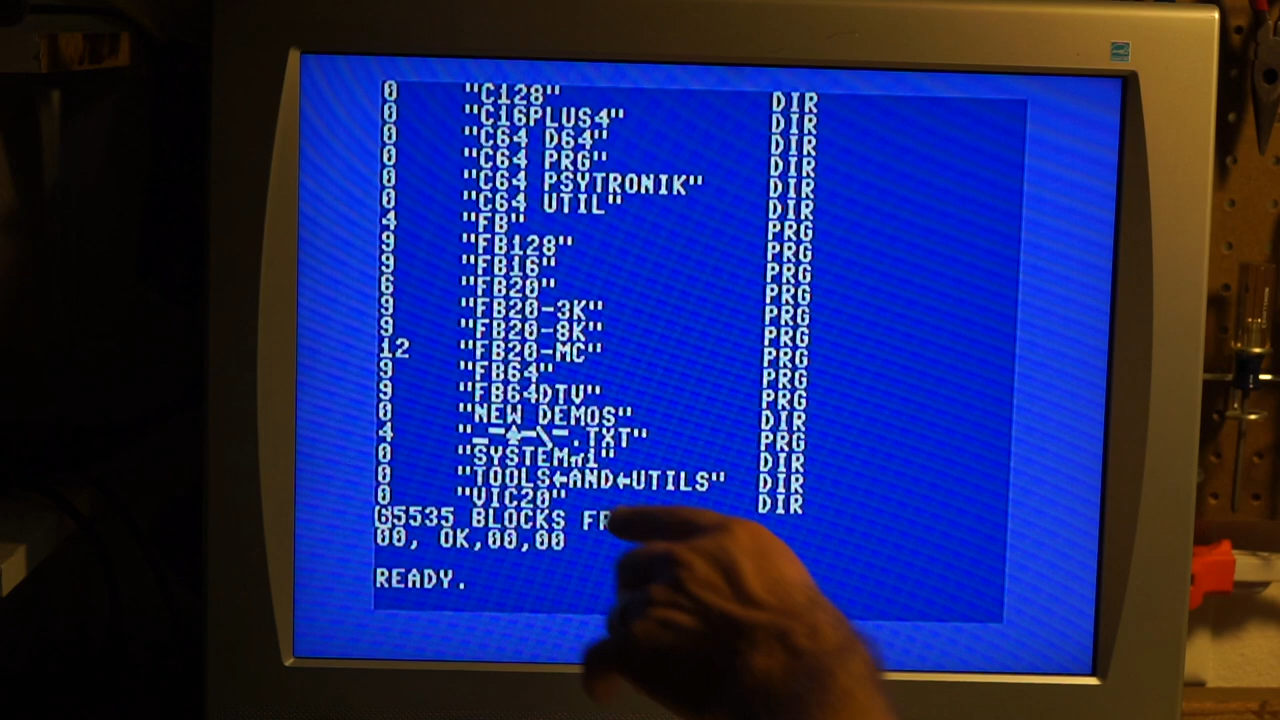 0 "C128" DIR
0 "C16PLUS4" DIR
0 "C64 D64" DIR
0 "C64 PRG" DIR
0 "C64 PSYTRONIK" DIR
0 "C64 UTIL" DIR
4 "FB" PRG
9 "FB128" PRG
9 "FB16" PRG
6 "FB20" PRG
9 "FB20-3K" PRG
9 "FB20-8K" PRG
12 "FB20-MC" PRG
9 "FB64" PRG
9 "FB64DTV" PRG
0 "NEW DEMOS" DIR
4 .TXT" PRG
0 "SYSTEMπ1" DIR
0 "TOOLS←AND←UTILS" DIR
0 "VIC20" DIR
65535 BLOCKS FR
00, OK,00,00
READY.